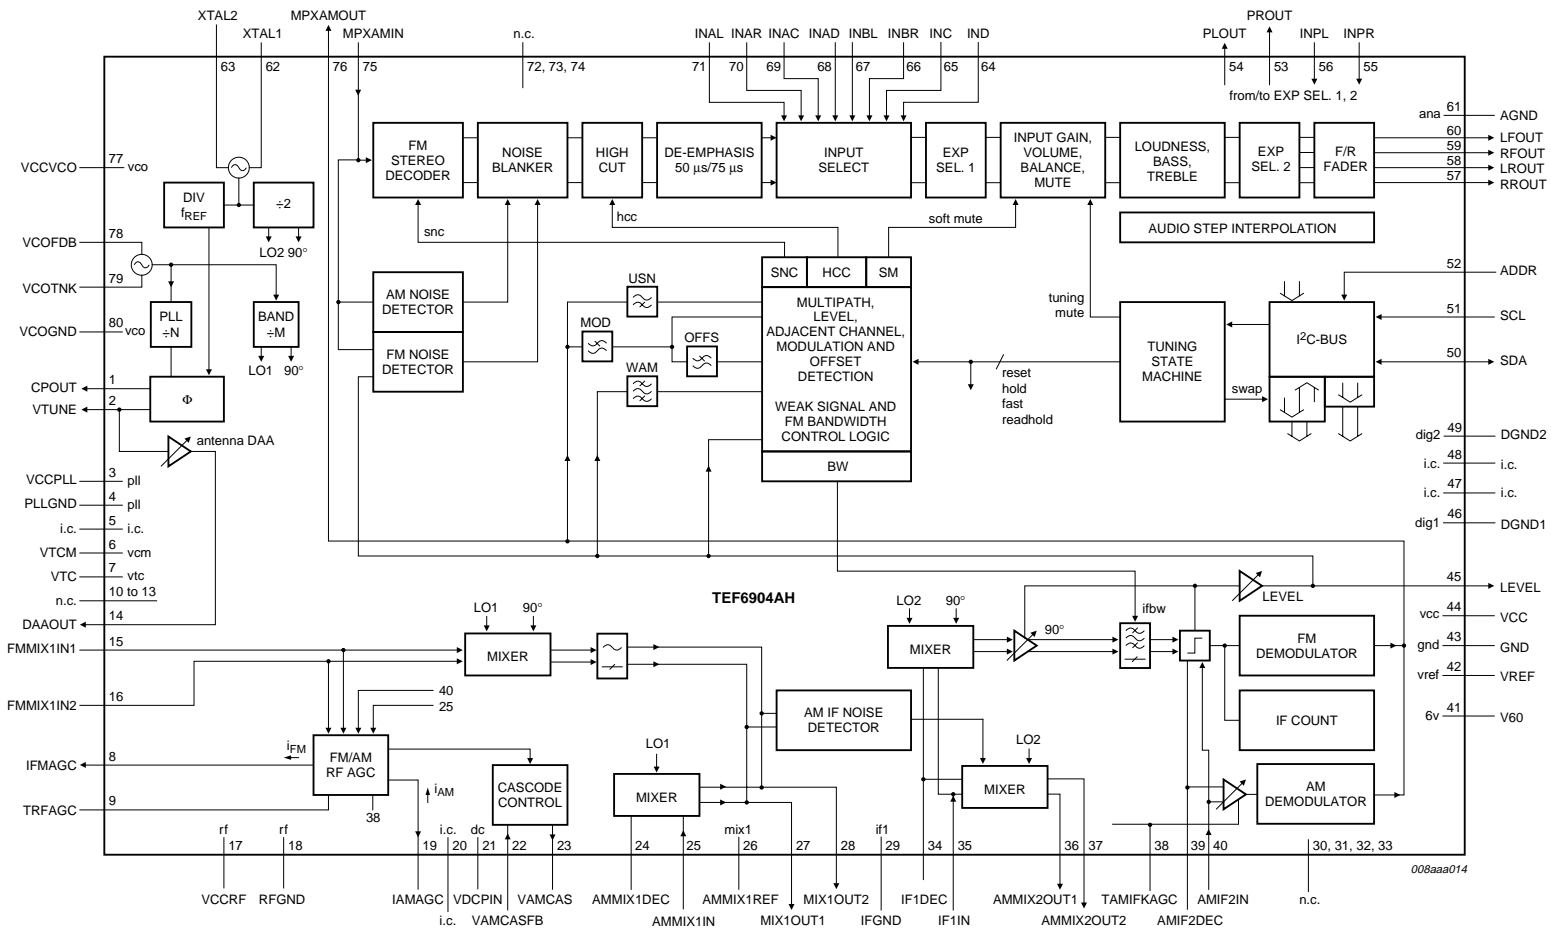 XTAL2
MPXAMOUT
PROUT
XTAL1
MPXAMIN
n.c.
INAL
INAR
INAC
INAD
INBL
INBR
INC
IND
PLOUT
INPL
INPR
63
62
76
75
72, 73, 74
71
70
69
68
67
66
65
64
54
53
56
55
from/to EXP SEL. 1, 2
ana
61
AGND
60
LFOUT
59
RFOUT
58
LROUT
57
RROUT
VCCVCO
77
vco
FM
STEREO
DECODER
NOISE
BLANKER
HIGH
CUT
DE-EMPHASIS
50 µs/75 µs
INPUT
SELECT
EXP
SEL. 1
INPUT GAIN,
VOLUME,
BALANCE,
MUTE
LOUDNESS,
BASS,
TREBLE
EXP
SEL. 2
F/R
FADER
DIV
fREF
÷2
LO2 90°
snc
hcc
soft mute
AUDIO STEP INTERPOLATION
VCOFDB
78
VCOTNK
79
VCOGND
80
vco
PLL
÷N
BAND
÷M
LO1
90°
AM NOISE
DETECTOR
FM NOISE
DETECTOR
USN
MOD
OFFS
WAM
SNC
HCC
SM
MULTIPATH,
LEVEL,
ADJACENT CHANNEL,
MODULATION AND
OFFSET
DETECTION
WEAK SIGNAL AND
FM BANDWIDTH
CONTROL LOGIC
BW
tuning
mute
reset
hold
fast
readhold
TUNING
STATE
MACHINE
swap
I2C-BUS
52
ADDR
51
SCL
50
SDA
CPOUT
1
VTUNE
2
Φ
antenna DAA
VCCPLL
3
pll
PLLGND
4
pll
i.c.
5
i.c.
VTCM
6
vcm
VTC
7
vtc
n.c.
10 to 13
DAAOUT
14
FMMIX1IN1
15
FMMIX1IN2
16
IFMAGC
8
TRFAGC
9
dig2
49
DGND2
i.c.
48
i.c.
i.c.
47
i.c.
dig1
46
DGND1
45
LEVEL
vcc
44
VCC
gnd
43
GND
vref
42
VREF
6v
41
V60
TEF6904AH
LO1
90°
MIXER
LO2
90°
MIXER
90°
ifbw
LEVEL
FM
DEMODULATOR
IF COUNT
AM
DEMODULATOR
40
25
iFM
FM/AM
RF AGC
iAM
38
CASCODE
CONTROL
LO1
MIXER
AM IF NOISE
DETECTOR
LO2
MIXER
rf
17
rf
18
19
i.c.
20
dc
21
22
23
24
25
mix1
26
27
28
if1
29
34
35
36
37
38
39
40
30, 31, 32, 33
008aaa014
VCCRF
RFGND
IAMAGC
i.c.
VDCPIN
VAMCASFB
VAMCAS
AMMIX1DEC
AMMIX1IN
AMMIX1REF
MIX1OUT1
MIX1OUT2
IFGND
IF1DEC
IF1IN
AMMIX2OUT1
AMMIX2OUT2
TAMIFKAGC
AMIF2DEC
AMIF2IN
n.c.